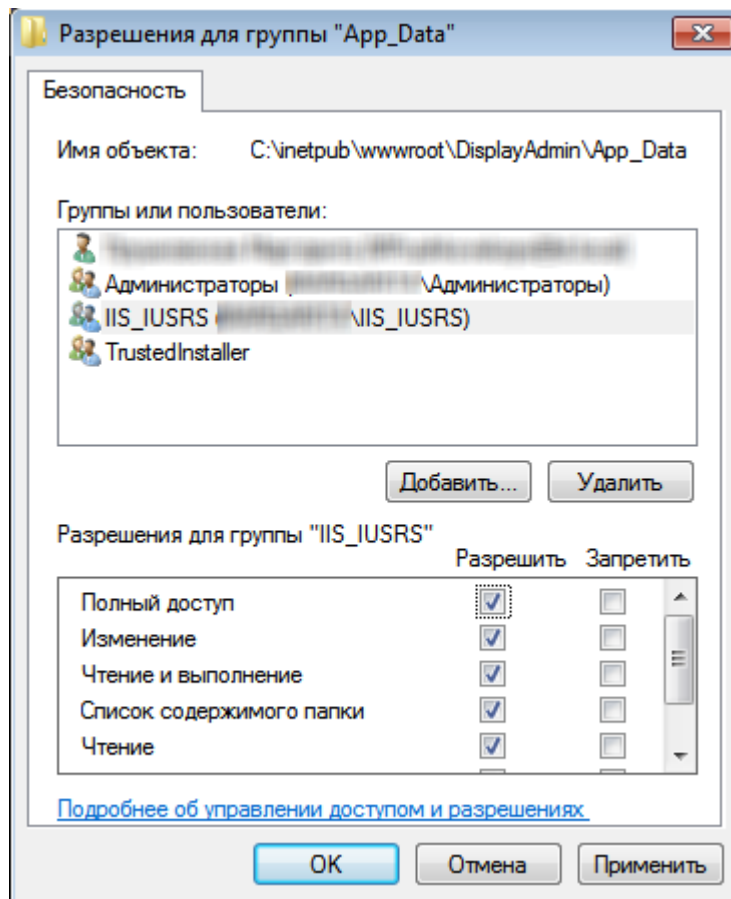 Разрешения для группы "App_Data"
Безопасность
Имя объекта: C:\inetpub\wwwroot\DisplayAdmin\App_Data
Группы или пользователи:
Администраторы ( \Администраторы)
IIS_IUSRS ( \IIS_IUSRS)
TrustedInstaller
Добавить... Удалить
Разрешения для группы "IIS_IUSRS"
Разрешить Запретить
Полный доступ
Изменение
Чтение и выполнение
Список содержимого папки
Чтение
Подробнее об управлении доступом и разрешениях
OK Отмена Применить